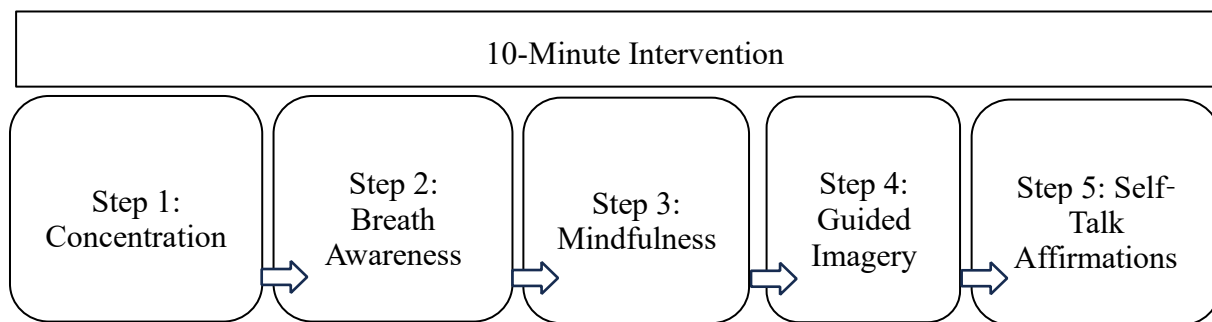 10-Minute Intervention
Step 1:
Concentration
Step 2:
Breath
Awareness
Step 3:
Mindfulness
Step 4:
Guided
Imagery
Step 5: Self-
Talk
Affirmations